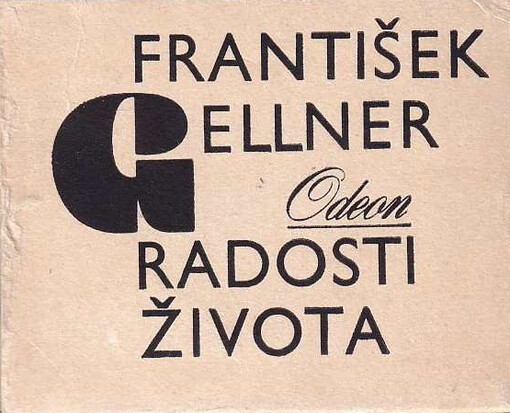 FRANTIŠEK
GELLNER
Odeon
RADOSTI
ŽIVOTA